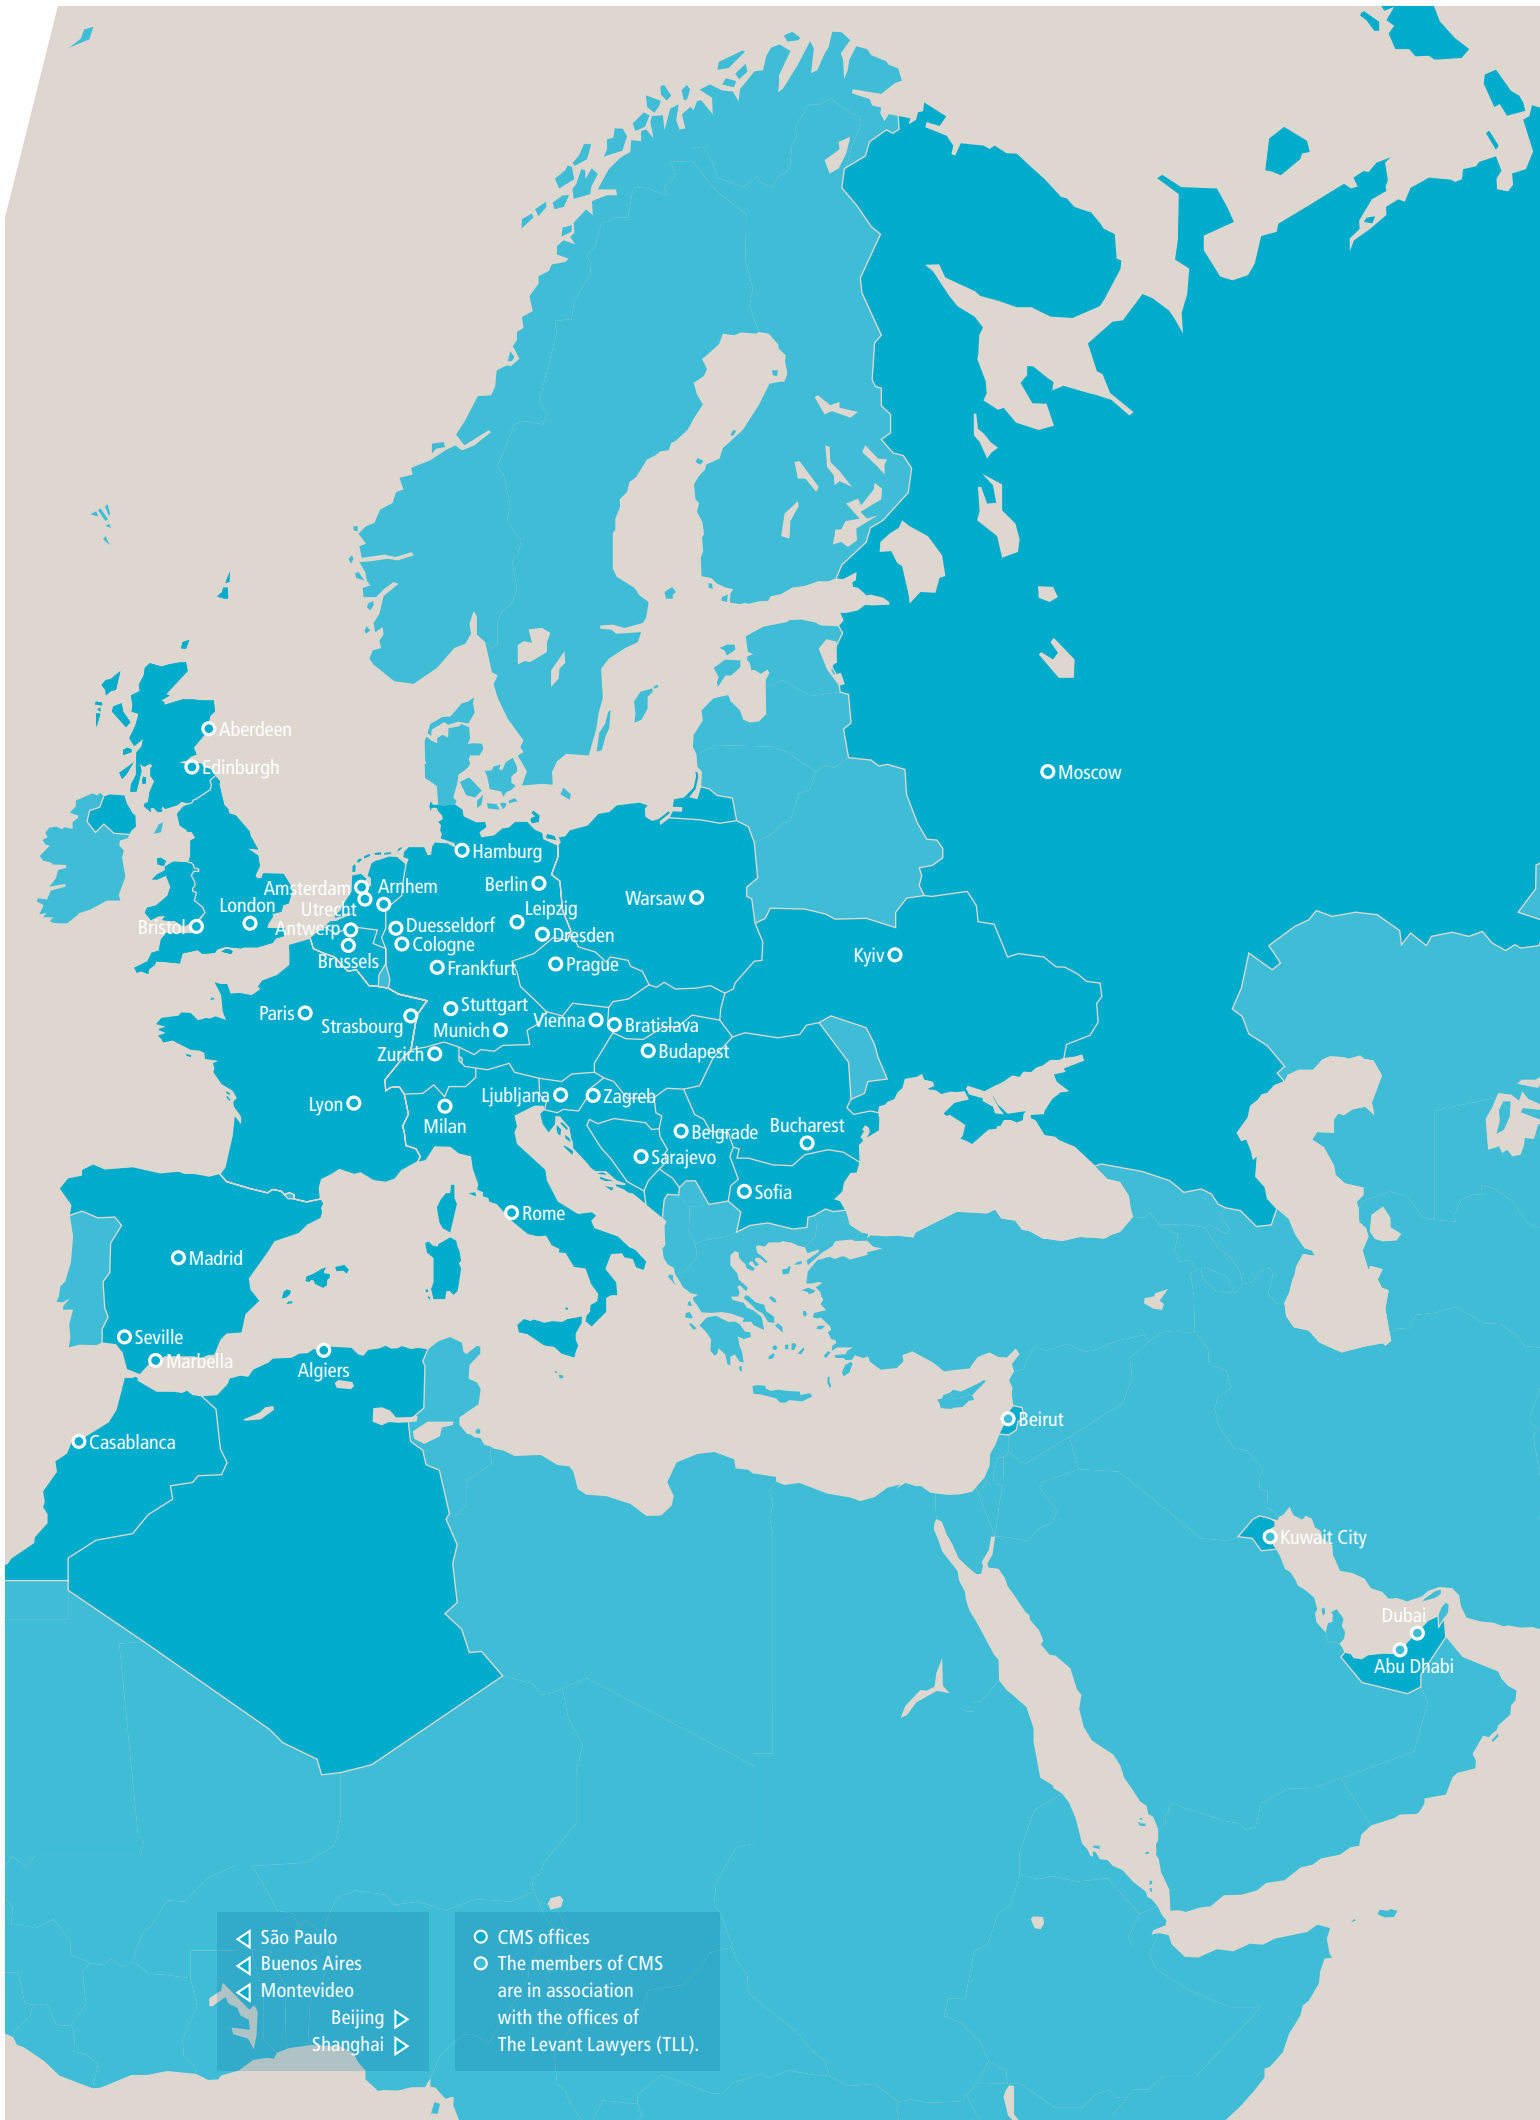 Aberdeen
Edinburgh
Moscow
Hamburg
Amsterdam
Arnhem
Berlin
Warsaw
London
Utrecht
Leipzig
Bristol
Antwerp
Duesseldorf
Dresden
Cologne
Kyiv
Brussels
Frankfurt
Prague
Paris
Stuttgart
Strasbourg
Munich
Vienna
Bratislava
Zurich
Budapest
Lyon
Ljubljana
Zagreb
Milan
Belgrade
Bucharest
Sarajevo
Sofia
Rome
Madrid
Seville
Marbella
Algiers
Beirut
Casablanca
Kuwait City
Dubai
Abu Dhabi
São Paulo
Buenos Aires
Montevideo
Beijing
Shanghai
CMS offices
The members of CMS
are in association
with the offices of
The Levant Lawyers (TLL).